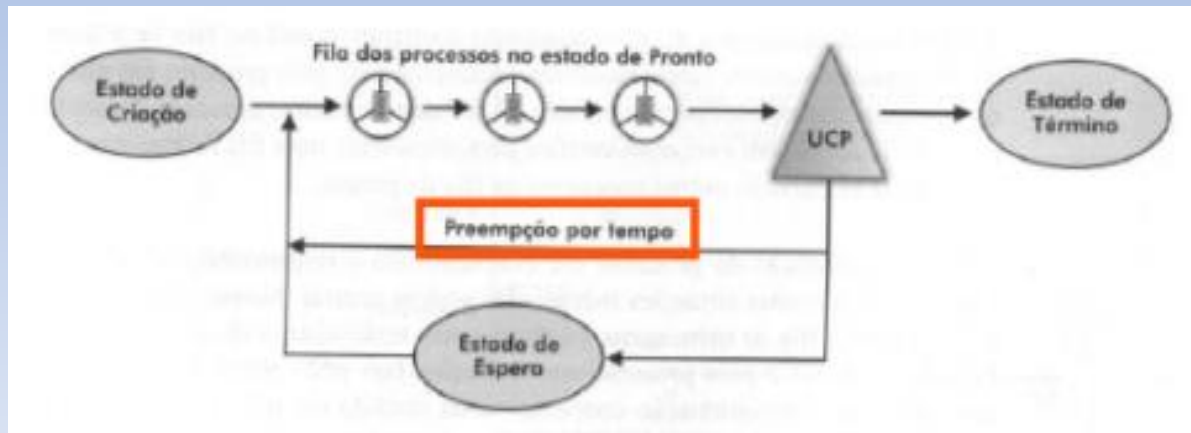 Fila dos processos no estado de Pronto
Estado de
Criação
UCP
Estado de
Término
Preempção por tempo
Estado de
Espera